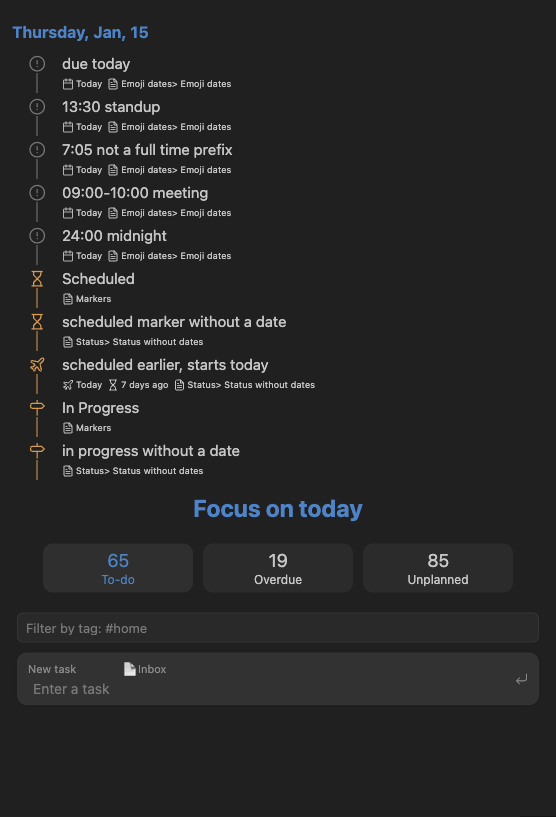 Thursday, Jan, 15
due today
Today Emoji dates> Emoji dates
13:30 standup
Today Emoji dates> Emoji dates
7:05 not a full time prefix
Today Emoji dates> Emoji dates
09:00-10:00 meeting
Today Emoji dates> Emoji dates
24:00 midnight
Today Emoji dates> Emoji dates
Scheduled
Markers
scheduled marker without a date
Status> Status without dates
scheduled earlier, starts today
Today 7 days ago Status> Status without dates
In Progress
Markers
in progress without a date
Status> Status without dates
Focus on today
65 19 85
To-do Overdue Unplanned
Filter by tag: #home
New task Inbox
Enter a task